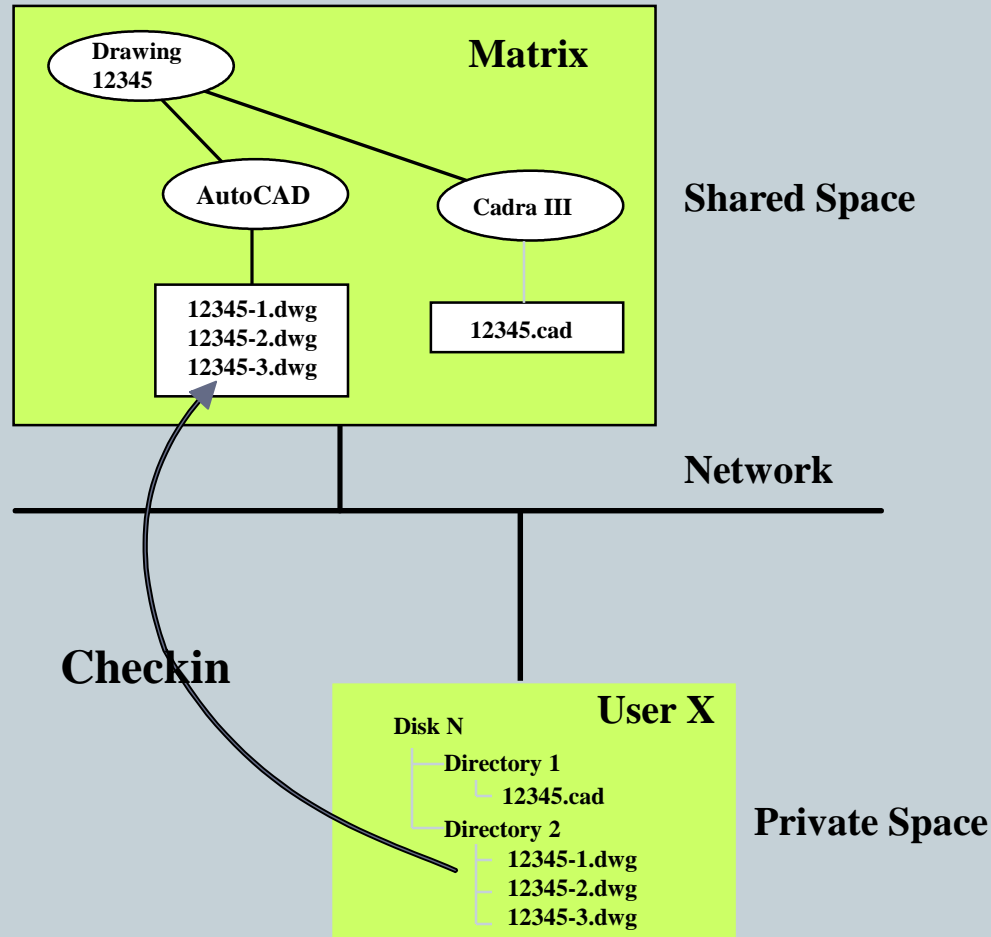 Matrix
Drawing
12345
AutoCAD
Cadra III
Shared Space
12345-1.dwg
12345-2.dwg
12345-3.dwg
12345.cad
Network
Checkin
User X
Disk N
Directory 1
12345.cad
Directory 2
12345-1.dwg
12345-2.dwg
12345-3.dwg
Private Space